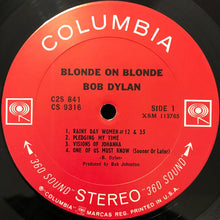 COLUMBIA
BLONDE ON BLONDE
BOB DYLAN
C2S 841
CS 9316
SIDE 1
XSM 113765
1. RAINY DAY WOMEN # 12 & 35
2. PLEDGING MY TIME
3. VISIONS OF JOHANNA
4. ONE OF US MUST KNOW (Sooner Or Later)
- B. Dylan -
Produced by Bob Johnston
"360 SOUND" STEREO "360 SOUND"
MARCAS REG. PRINTED IN U.S.A.